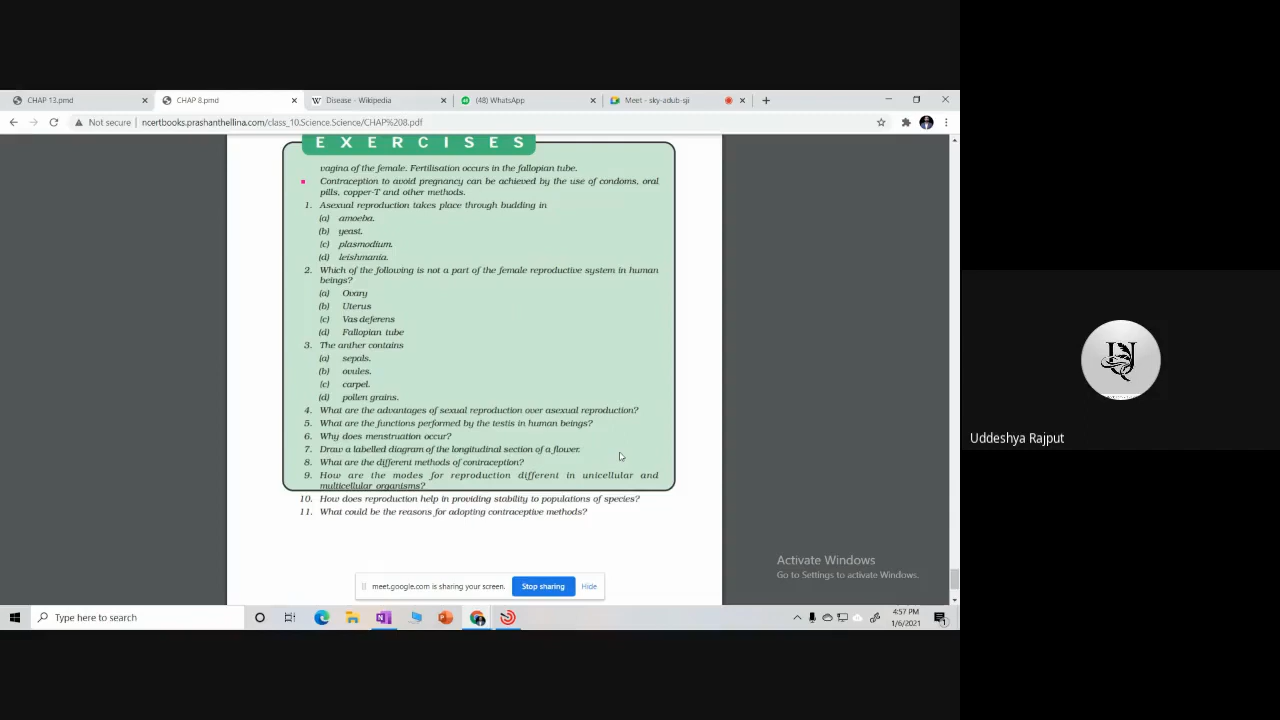 CHAP 13.pmd
CHAP 8.pmd
Disease - Wikipedia
(48) WhatsApp
Meet - sky-adub-sji
Not secure
ncertbooks.prashanthellina.com/class_10.Science.Science/CHAP%208.pdf
EXERCISES
vagina of the female. Fertilisation occurs in the fallopian tube.
Contraception to avoid pregnancy can be achieved by the use of condoms, oral
pills, copper-T and other methods.
1. Asexual reproduction takes place through budding in
(a) amoeba.
(b) yeast.
(c) plasmodium.
(d) leishmania.
2. Which of the following is not a part of the female reproductive system in human
beings?
(a) Ovary
(b) Uterus
(c) Vas deferens
(d) Fallopian tube
3. The anther contains
(a) sepals.
(b) ovules.
(c) carpel.
(d) pollen grains.
4. What are the advantages of sexual reproduction over asexual reproduction?
5. What are the functions performed by the testis in human beings?
6. Why does menstruation occur?
7. Draw a labelled diagram of the longitudinal section of a flower.
8. What are the different methods of contraception?
9. How are the modes for reproduction different in unicellular and
multicellular organisms?
10. How does reproduction help in providing stability to populations of species?
11. What could be the reasons for adopting contraceptive methods?
Uddeshya Rajput
Activate Windows
Go to Settings to activate Windows.
meet.google.com is sharing your screen.
Stop sharing
Hide
Type here to search
4:57 PM
1/6/2021